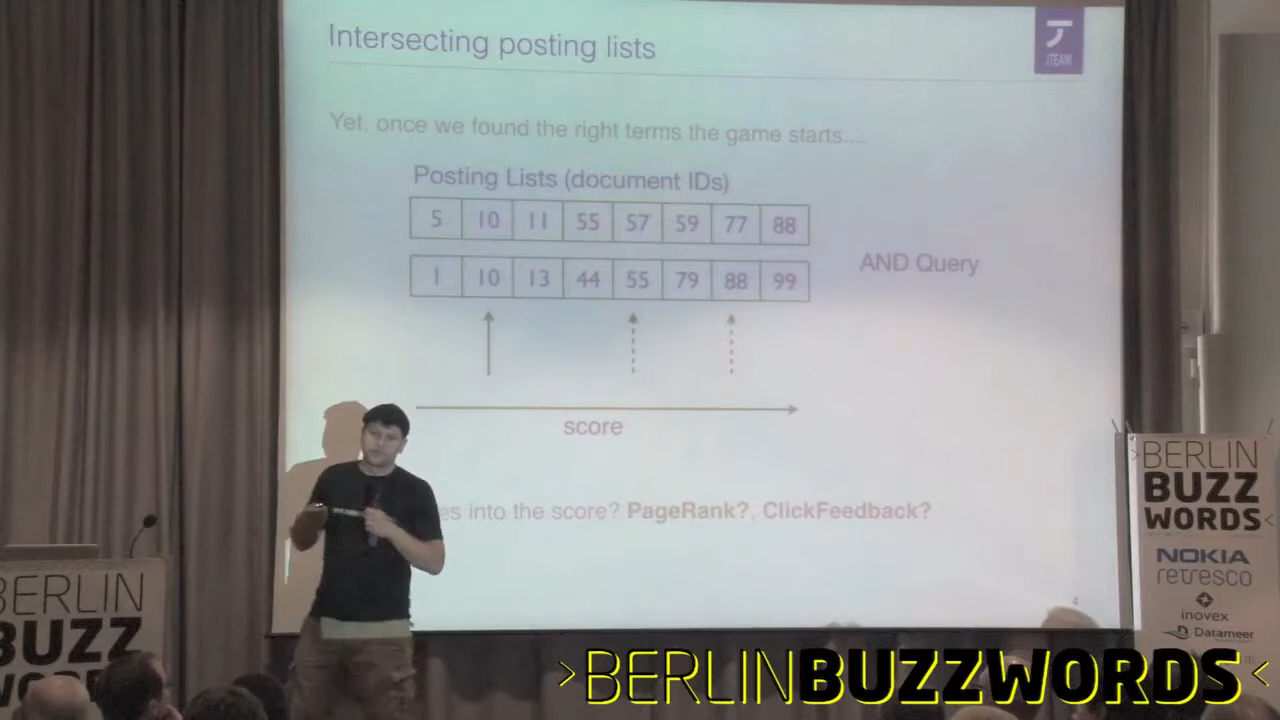 Intersecting posting lists
JTEAM
Yet, once we found the right terms the game starts....
Posting Lists (document IDs)
5 10 11 55 57 59 77 88
1 10 13 44 55 79 88 99
AND Query
score
es into the score? PageRank?, ClickFeedback?
4
>BERLIN
BUZZ
WORDS<
NOKIA
retresco
inovex
Datameer
BERLIN
BUZZ
>BERLINBUZZWORDS<